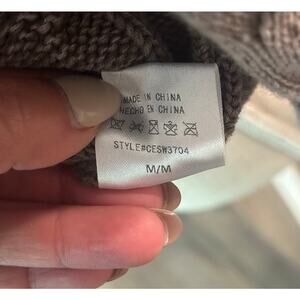 MADE IN CHINA
HECHO EN CHINA
STYLE#CESW3704
M/M